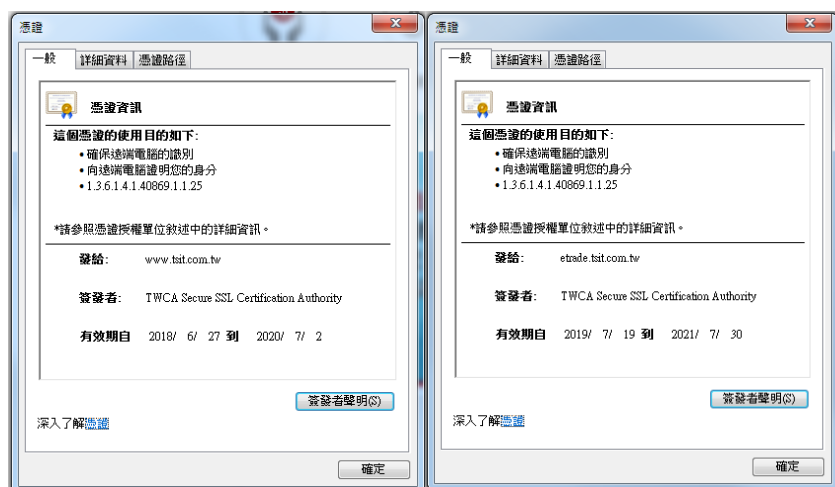 憑證
一般 詳細資料 憑證路徑
憑證資訊
這個憑證的使用目的如下:
• 確保遠端電腦的識別
• 向遠端電腦證明您的身分
• 1.3.6.1.4.1.40869.1.1.25
*請參照憑證授權單位敘述中的詳細資訊。
發給: www.tsit.com.tw
簽發者: TWCA Secure SSL Certification Authority
有效期自 2018/ 6/ 27 到 2020/ 7/ 2
簽發者聲明(S)
深入了解憑證
確定
憑證
一般 詳細資料 憑證路徑
憑證資訊
這個憑證的使用目的如下:
• 確保遠端電腦的識別
• 向遠端電腦證明您的身分
• 1.3.6.1.4.1.40869.1.1.25
*請參照憑證授權單位敘述中的詳細資訊。
發給: etrade.tsit.com.tw
簽發者: TWCA Secure SSL Certification Authority
有效期自 2019/ 7/ 19 到 2021/ 7/ 30
簽發者聲明(S)
深入了解憑證
確定